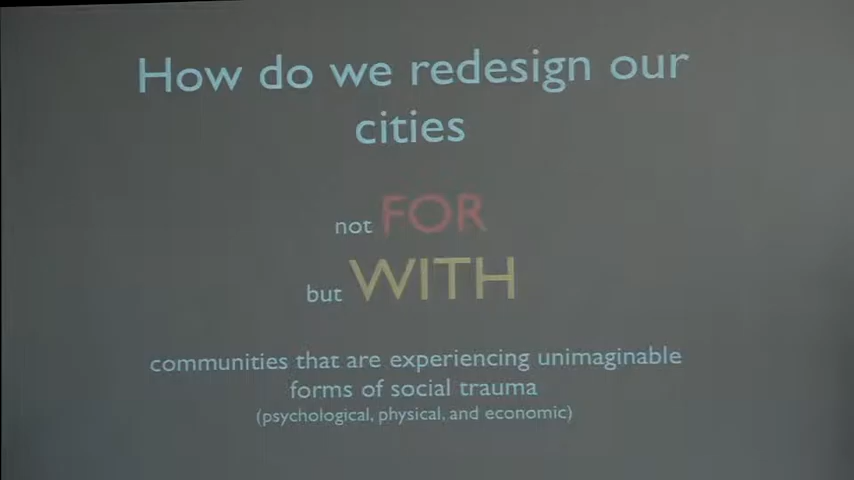 How do we redesign our
cities
not FOR
but WITH
communities that are experiencing unimaginable
forms of social trauma
(psychological, physical, and economic)